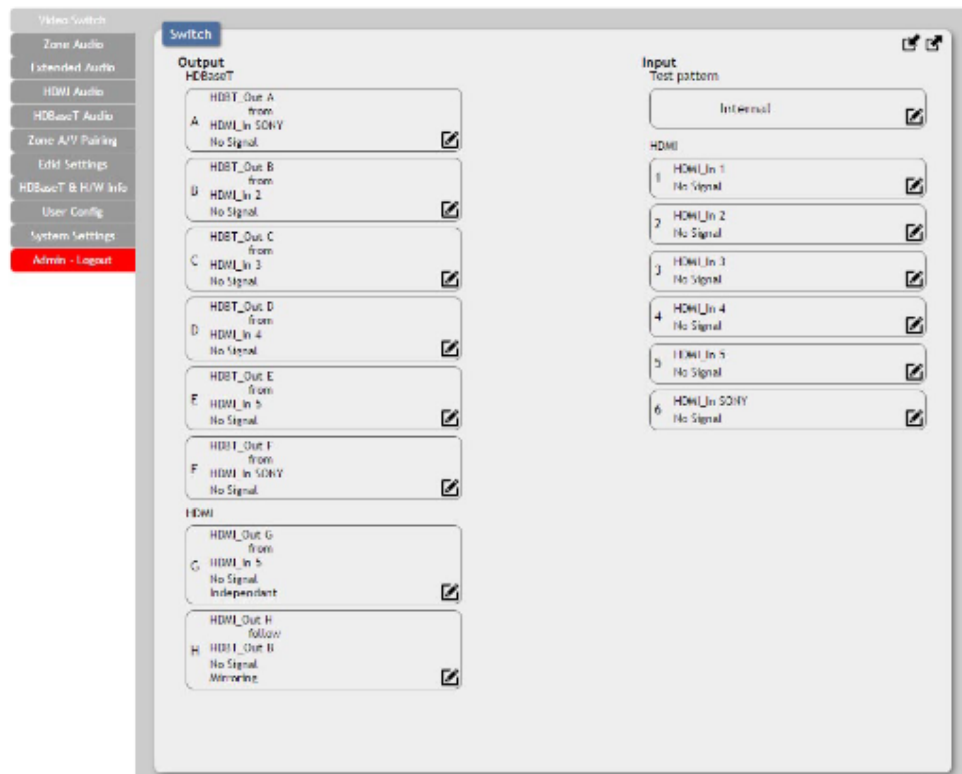 Video Switch
Zone Audio
Extended Audio
HDMI Audio
HDBaseT Audio
Zone A/V Pairing
Edid Settings
HDBaseT & H/W Info
User Config
System Settings
Admin - Logout
Switch
Output
HDBaseT
HDBT_Out A
from
A
HDMI_In SONY
No Signal
HDBT_Out B
from
B
HDMI_In 2
No Signal
HDBT_Out C
from
C
HDMI_In 3
No Signal
HDBT_Out D
from
D
HDMI_In 4
No Signal
HDBT_Out E
from
E
HDMI_In 5
No Signal
HDBT_Out F
from
F
HDMI_In SONY
No Signal
HDMI
HDMI_Out G
from
G
HDMI_In 5
No Signal
Independant
HDMI_Out H
follow
H
HDBT_Out B
No Signal
Mirroring
Input
Test pattern
Internal
HDMI
1 HDMI_In 1
No Signal
2 HDMI_In 2
No Signal
3 HDMI_In 3
No Signal
4 HDMI_In 4
No Signal
5 HDMI_In 5
No Signal
6 HDMI_In SONY
No Signal